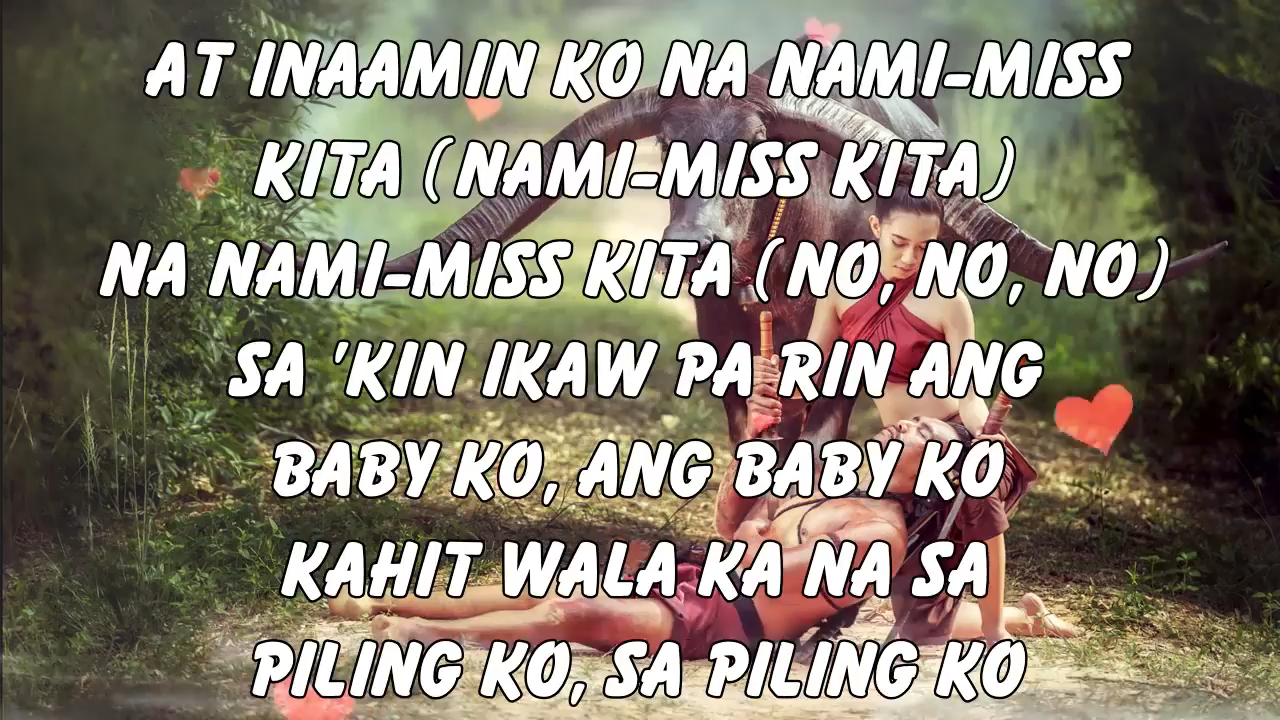 AT INAAMIN KO NA NAMI-MISS
KITA (NAMI-MISS KITA)
NA NAMI-MISS KITA (NO, NO, NO)
SA 'KIN IKAW PA RIN ANG
BABY KO, ANG BABY KO
KAHIT WALA KA NA SA
PILING KO, SA PILING KO